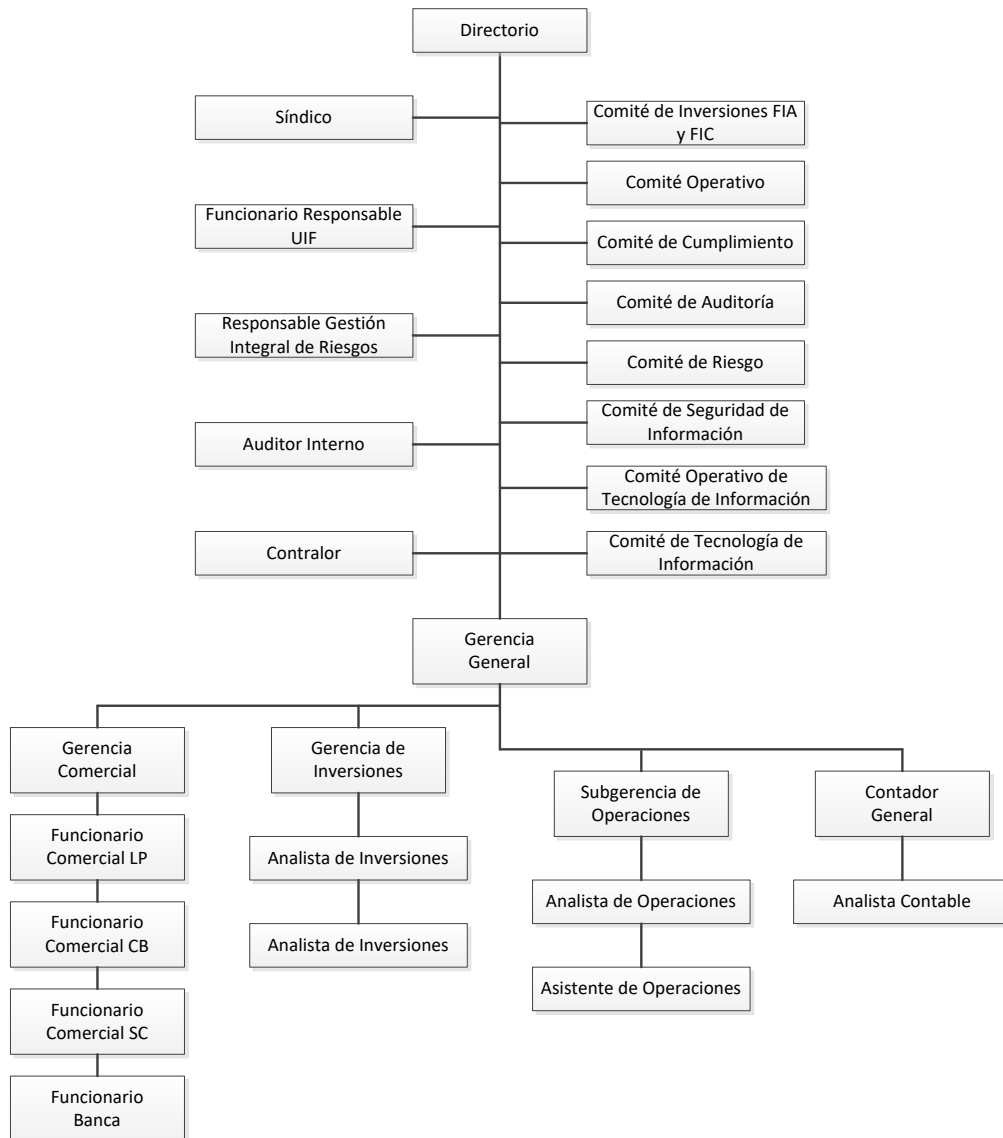 Directorio
Síndico
Comité de Inversiones FIA
y FIC
Comité Operativo
Funcionario Responsable
UIF
Comité de Cumplimiento
Comité de Auditoría
Responsable Gestión
Integral de Riesgos
Comité de Riesgo
Comité de Seguridad de
Información
Auditor Interno
Comité Operativo de
Tecnología de Información
Contralor
Comité de Tecnología de
Información
Gerencia
General
Gerencia
Comercial
Gerencia de
Inversiones
Subgerencia de
Operaciones
Contador
General
Funcionario
Comercial LP
Analista de Inversiones
Analista de Operaciones
Analista Contable
Funcionario
Comercial CB
Analista de Inversiones
Asistente de Operaciones
Funcionario
Comercial SC
Funcionario
Banca